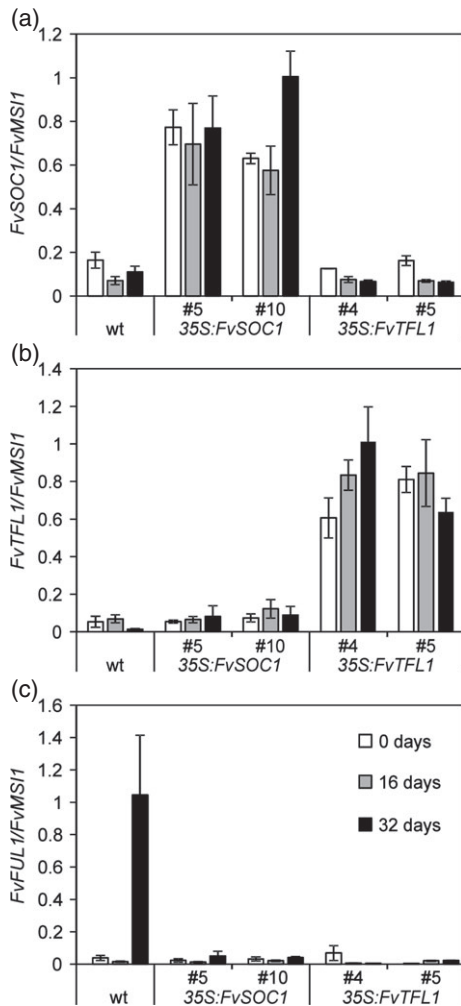 (a)
FvSOC1/FvMSI1
1.2
1
0.8
0.6
0.4
0.2
0
#5
#10
#4
#5
wt
35S:FvSOC1
35S:FvTFL1
(b)
FvTFL1/FvMSI1
1.4
1.2
1
0.8
0.6
0.4
0.2
0
#5
#10
#4
#5
wt
35S:FvSOC1
35S:FvTFL1
(c)
FvFUL1/FvMSI1
1.6
1.4
1.2
1
0.8
0.6
0.4
0.2
0
0 days
16 days
32 days
#5
#10
#4
#5
wt
35S:FvSOC1
35S:FvTFL1